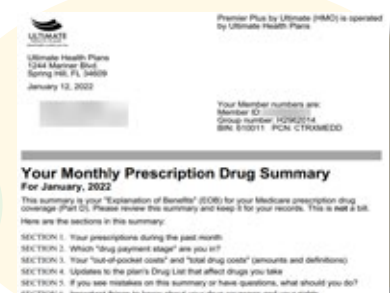 ULTIMATE
Premier Plus by Ultimate (HMO) is operated
by Ultimate Health Plans
Ultimate Health Plans
1244 Mariner Blvd.
Spring Hill, FL 34609
January 12, 2022
Your Member numbers are:
Member ID:
Group number: H2962014
BIN: 610011 PCN: CTRXMEDD
Your Monthly Prescription Drug Summary
For January, 2022
This summary is your "Explanation of Benefits" (EOB) for your Medicare prescription drug
coverage (Part D). Please review this summary and keep it for your records. This is not a bill.
Here are the sections in this summary:
SECTION 1. Your prescriptions during the past month
SECTION 2. Which "drug payment stage" are you in?
SECTION 3. Your "out-of-pocket costs" and "total drug costs" (amounts and definitions)
SECTION 4. Updates to the plan's Drug List that affect drugs you take
SECTION 5. If you see mistakes on this summary or have questions, what should you do?